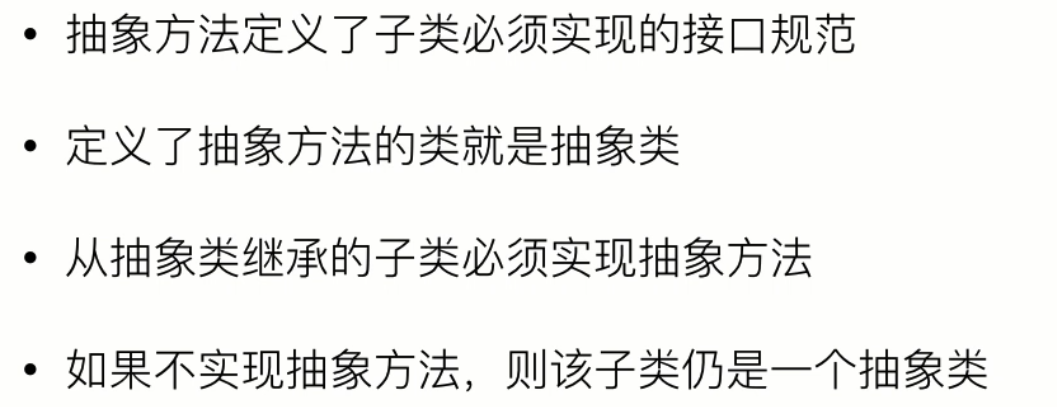 • 抽象方法定义了子类必须实现的接口规范
• 定义了抽象方法的类就是抽象类
• 从抽象类继承的子类必须实现抽象方法
• 如果不实现抽象方法，则该子类仍是一个抽象类